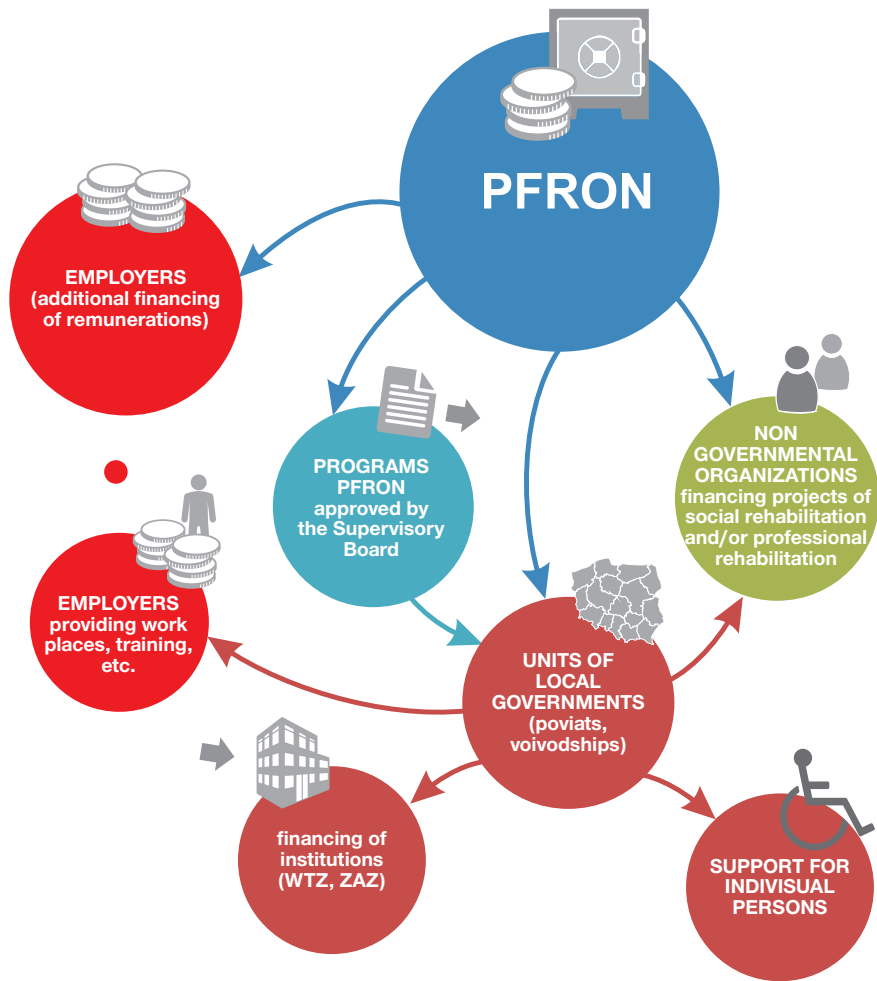 PFRON
EMPLOYERS
(additional financing
of remunerations)
PROGRAMS
PFRON
approved by
the Supervisory
Board
NON
GOVERNMENTAL
ORGANIZATIONS
financing projects of
social rehabilitation
and/or professional
rehabilitation
EMPLOYERS
providing work
places, training,
etc.
UNITS OF
LOCAL
GOVERNMENTS
(poviats,
voivodships)
financing of
institutions
(WTZ, ZAZ)
SUPPORT FOR
INDIVISUAL
PERSONS